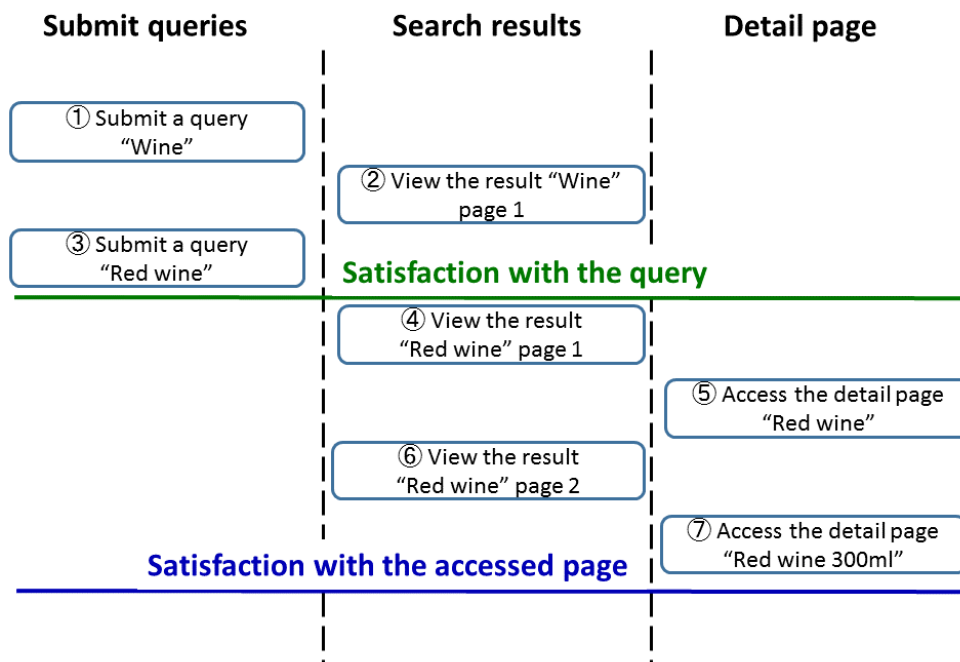 Submit queries
Search results
Detail page
① Submit a query
“Wine”
② View the result “Wine”
page 1
③ Submit a query
“Red wine”
Satisfaction with the query
④ View the result
“Red wine” page 1
⑤ Access the detail page
“Red wine”
⑥ View the result
“Red wine” page 2
⑦ Access the detail page
“Red wine 300ml”
Satisfaction with the accessed page